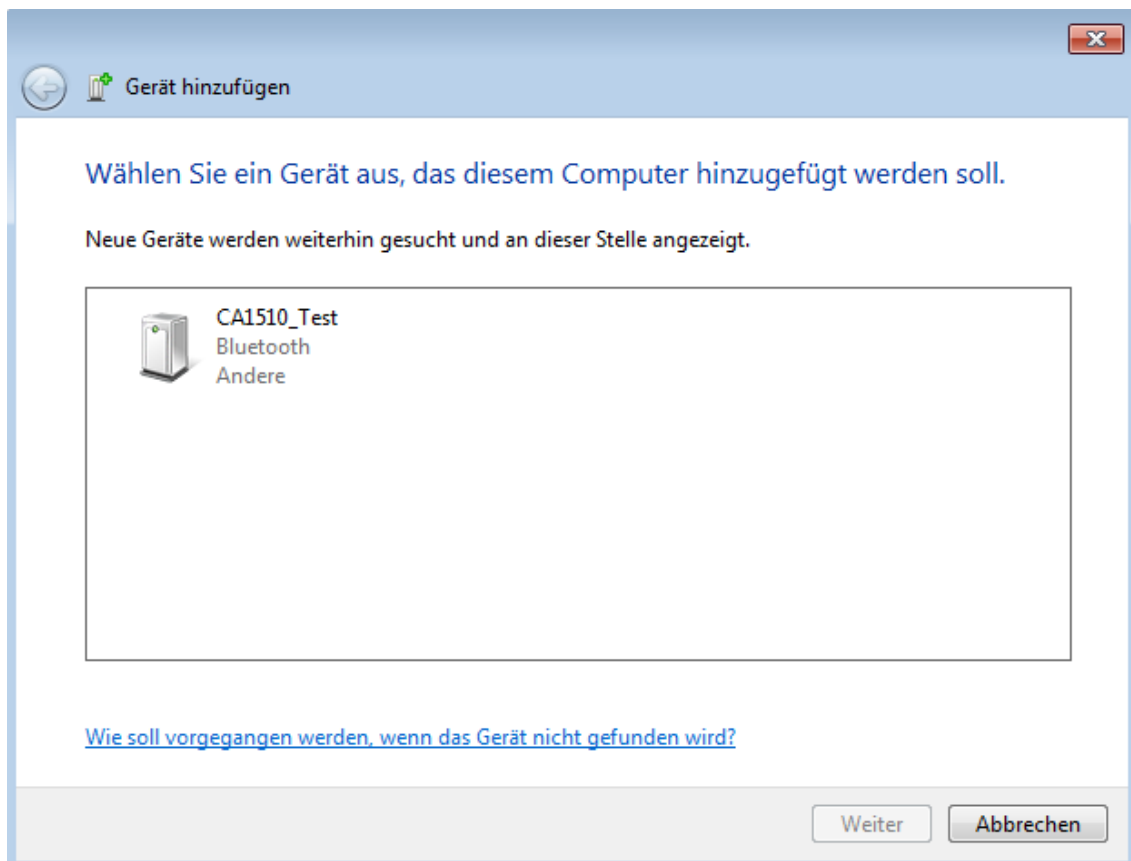 Gerät hinzufügen
Wählen Sie ein Gerät aus, das diesem Computer hinzugefügt werden soll.
Neue Geräte werden weiterhin gesucht und an dieser Stelle angezeigt.
CA1510_Test
Bluetooth
Andere
Wie soll vorgegangen werden, wenn das Gerät nicht gefunden wird?
Weiter
Abbrechen